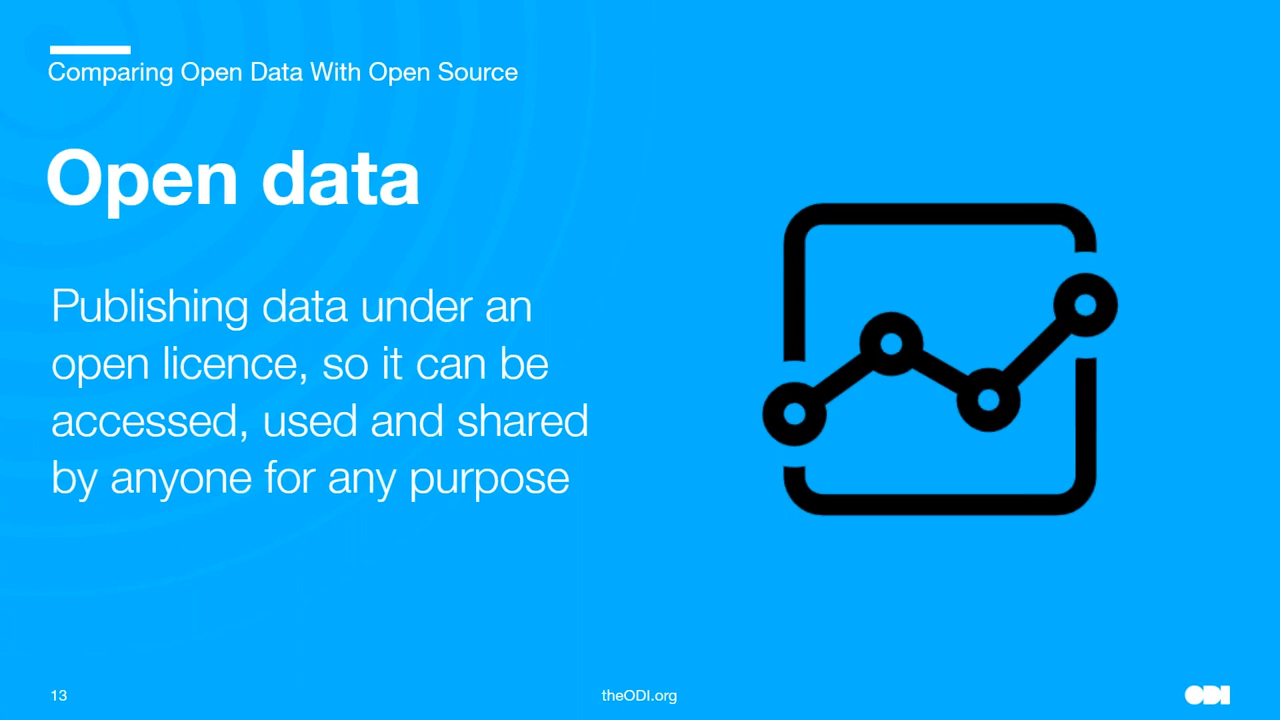 Comparing Open Data With Open Source
Open data
Publishing data under an
open licence, so it can be
accessed, used and shared
by anyone for any purpose
13
theODI.org
ODI